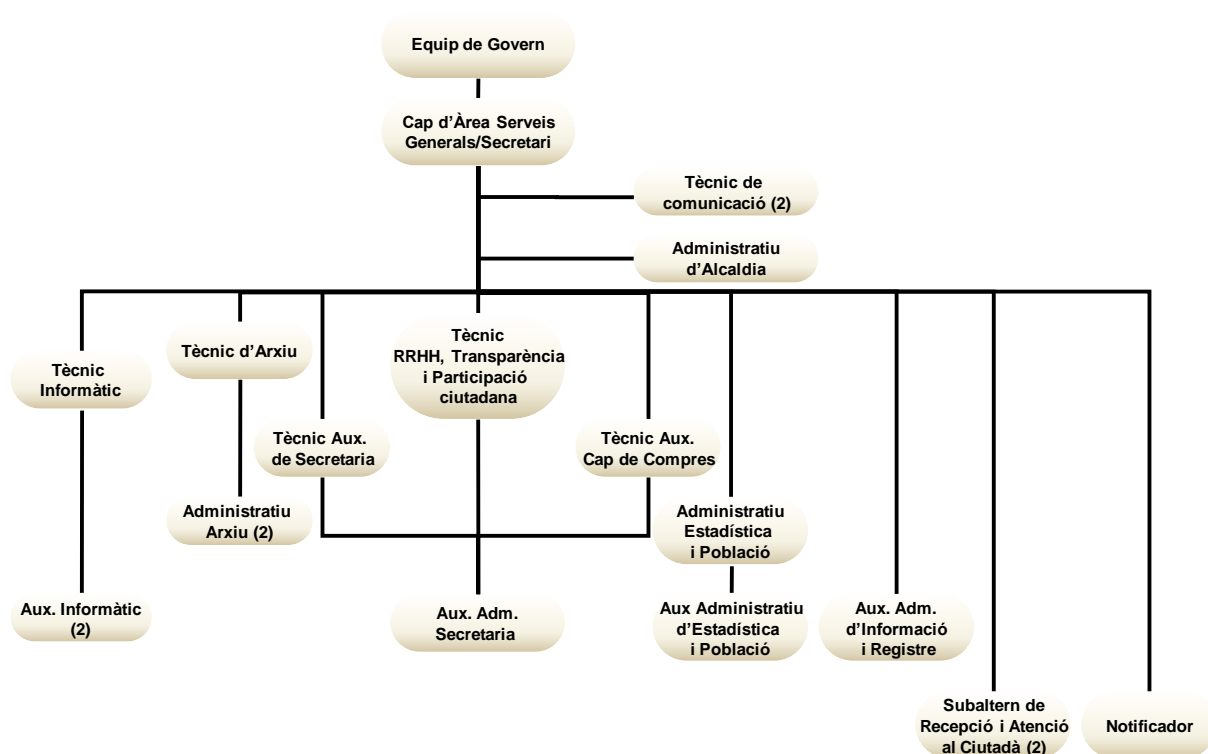 Equip de Govern
Cap d'Àrea Serveis
Generals/Secretari
Tècnic de
comunicació (2)
Administratiu
d'Alcaldia
Tècnic
Informàtic
Tècnic d'Arxiu
Tècnic
RRHH, Transparència
i Participació
ciutadana
Tècnic Aux.
de Secretaria
Tècnic Aux.
Cap de Compres
Administratiu
Arxiu (2)
Administratiu
Estadística
i Població
Aux. Informàtic
(2)
Aux. Adm.
Secretaria
Aux Administratiu
d'Estadística
i Població
Aux. Adm.
d'Informació
i Registre
Subaltern de
Recepció i Atenció
al Ciutadà (2)
Notificador